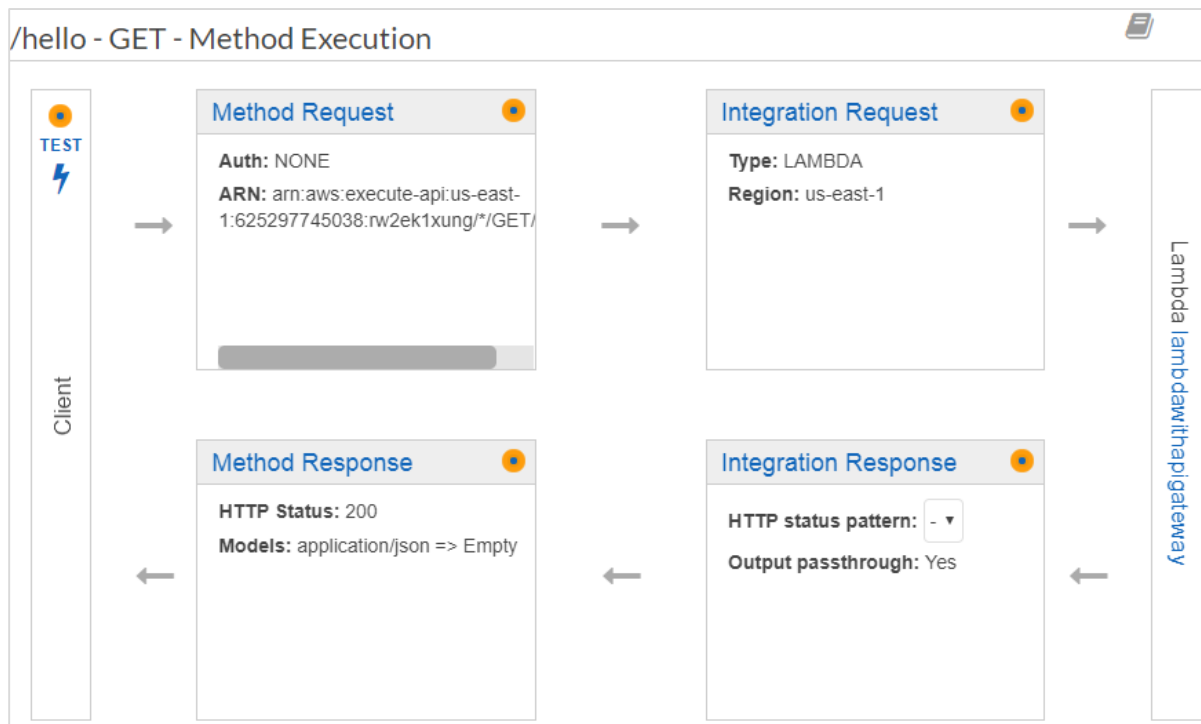 /hello - GET - Method Execution
TEST
Client
Method Request
Auth: NONE
ARN: arn:aws:execute-api:us-east-
1:625297745038:rw2ek1xung/*/GET/
Integration Request
Type: LAMBDA
Region: us-east-1
Lambda lambdawithapigateway
Method Response
HTTP Status: 200
Models: application/json => Empty
Integration Response
HTTP status pattern: -
Output passthrough: Yes